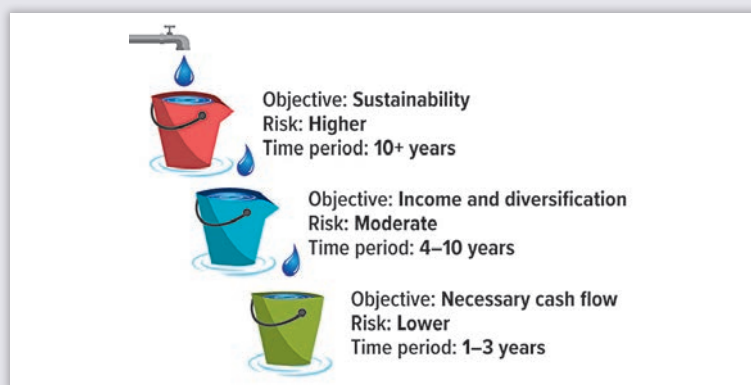 Objective: Sustainability
Risk: Higher
Time period: 10+ years
Objective: Income and diversification
Risk: Moderate
Time period: 4–10 years
Objective: Necessary cash flow
Risk: Lower
Time period: 1–3 years